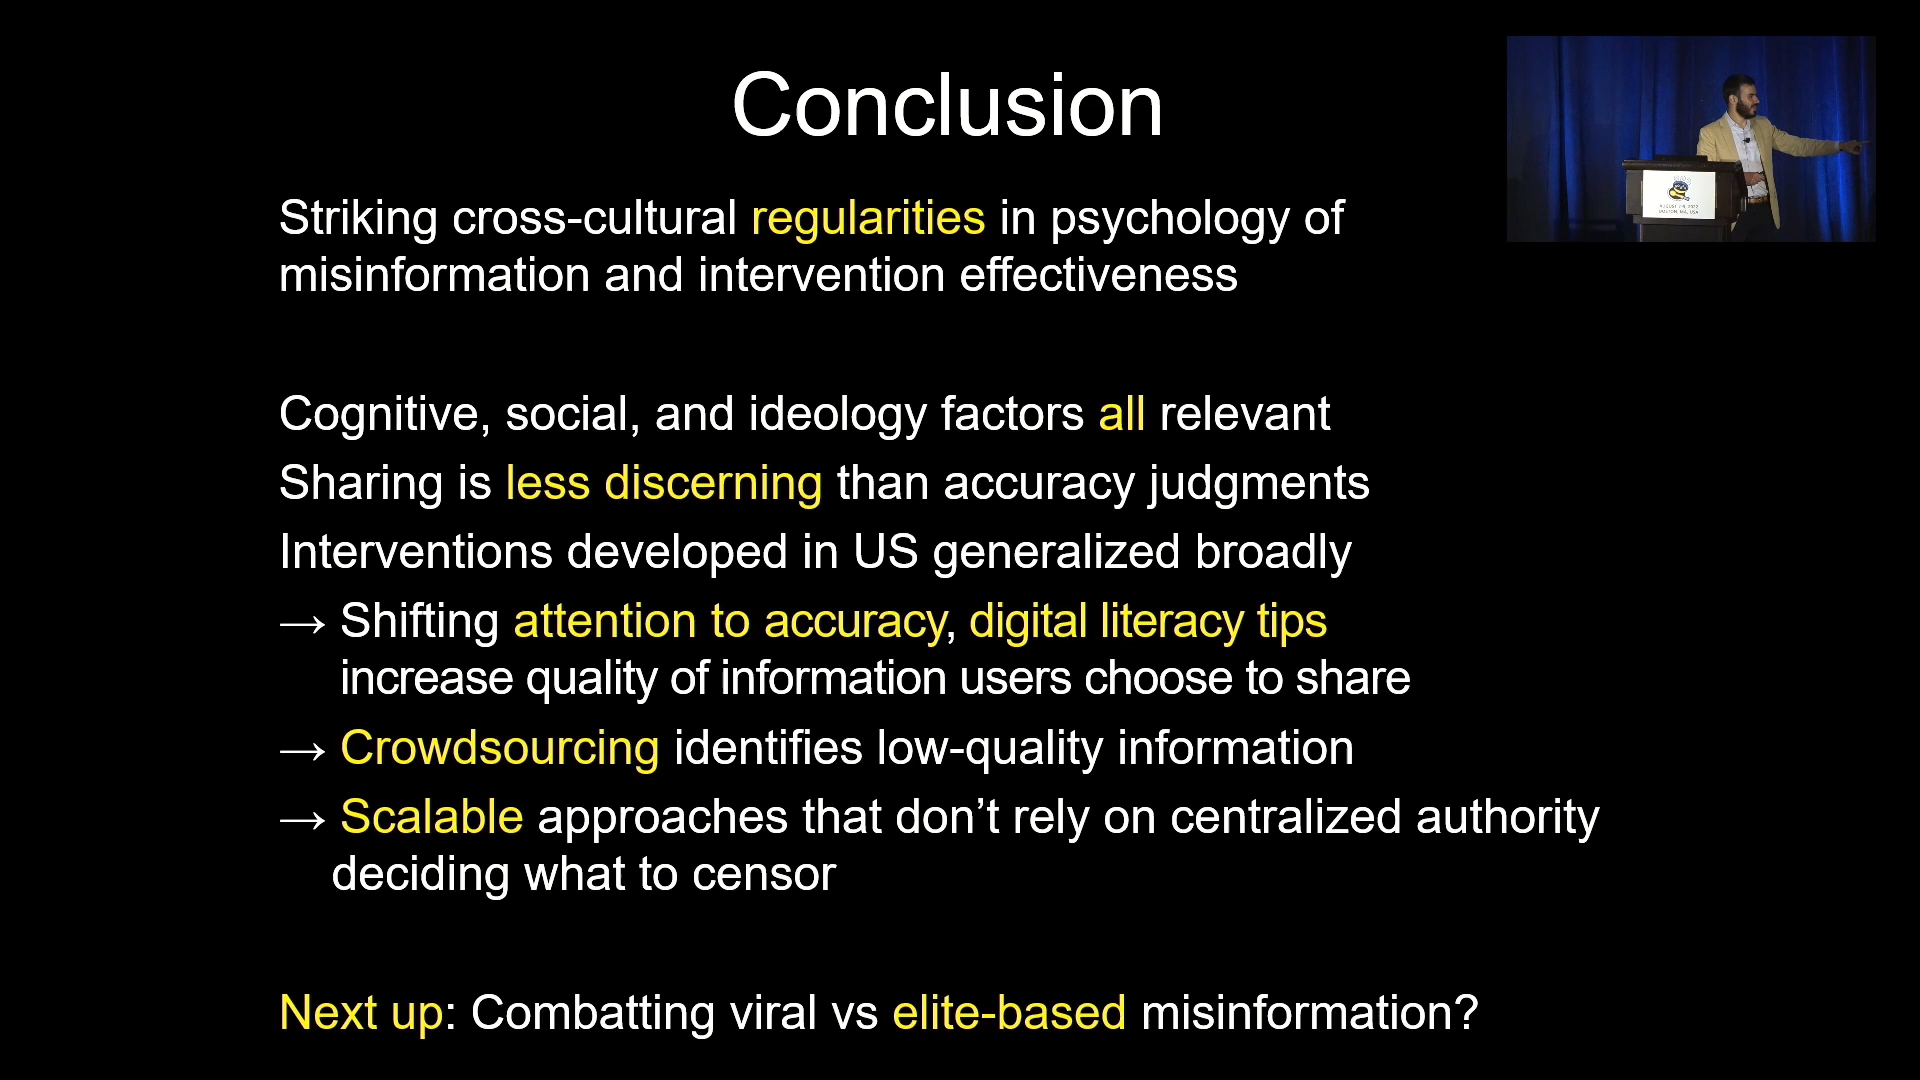 Conclusion
Striking cross-cultural regularities in psychology of
misinformation and intervention effectiveness
Cognitive, social, and ideology factors all relevant
Sharing is less discerning than accuracy judgments
Interventions developed in US generalized broadly
→ Shifting attention to accuracy, digital literacy tips
increase quality of information users choose to share
→ Crowdsourcing identifies low-quality information
→ Scalable approaches that don’t rely on centralized authority
deciding what to censor
Next up: Combatting viral vs elite-based misinformation?
BOSTON, MA, USA